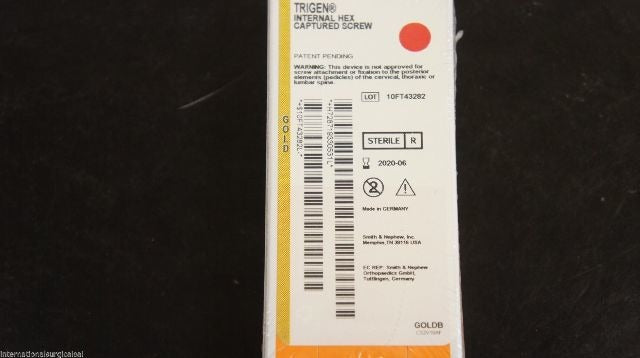 TRIGEN®
INTERNAL HEX
CAPTURED SCREW
PATENT PENDING
WARNING: This device is not approved for
screw attachment or fixation to the posterior
elements (pedicles) of the cervical, thoracic or
lumbar spine.
LOT 10FT43282
GOLD
STERILE R
2020-06
2
Made in GERMANY
Smith & Nephew, Inc.
Memphis, TN 38116 USA
EC REP: Smith & Nephew
Orthopaedics GmbH,
Tuttlingen, Germany
GOLDB
internationalsurgicalcal